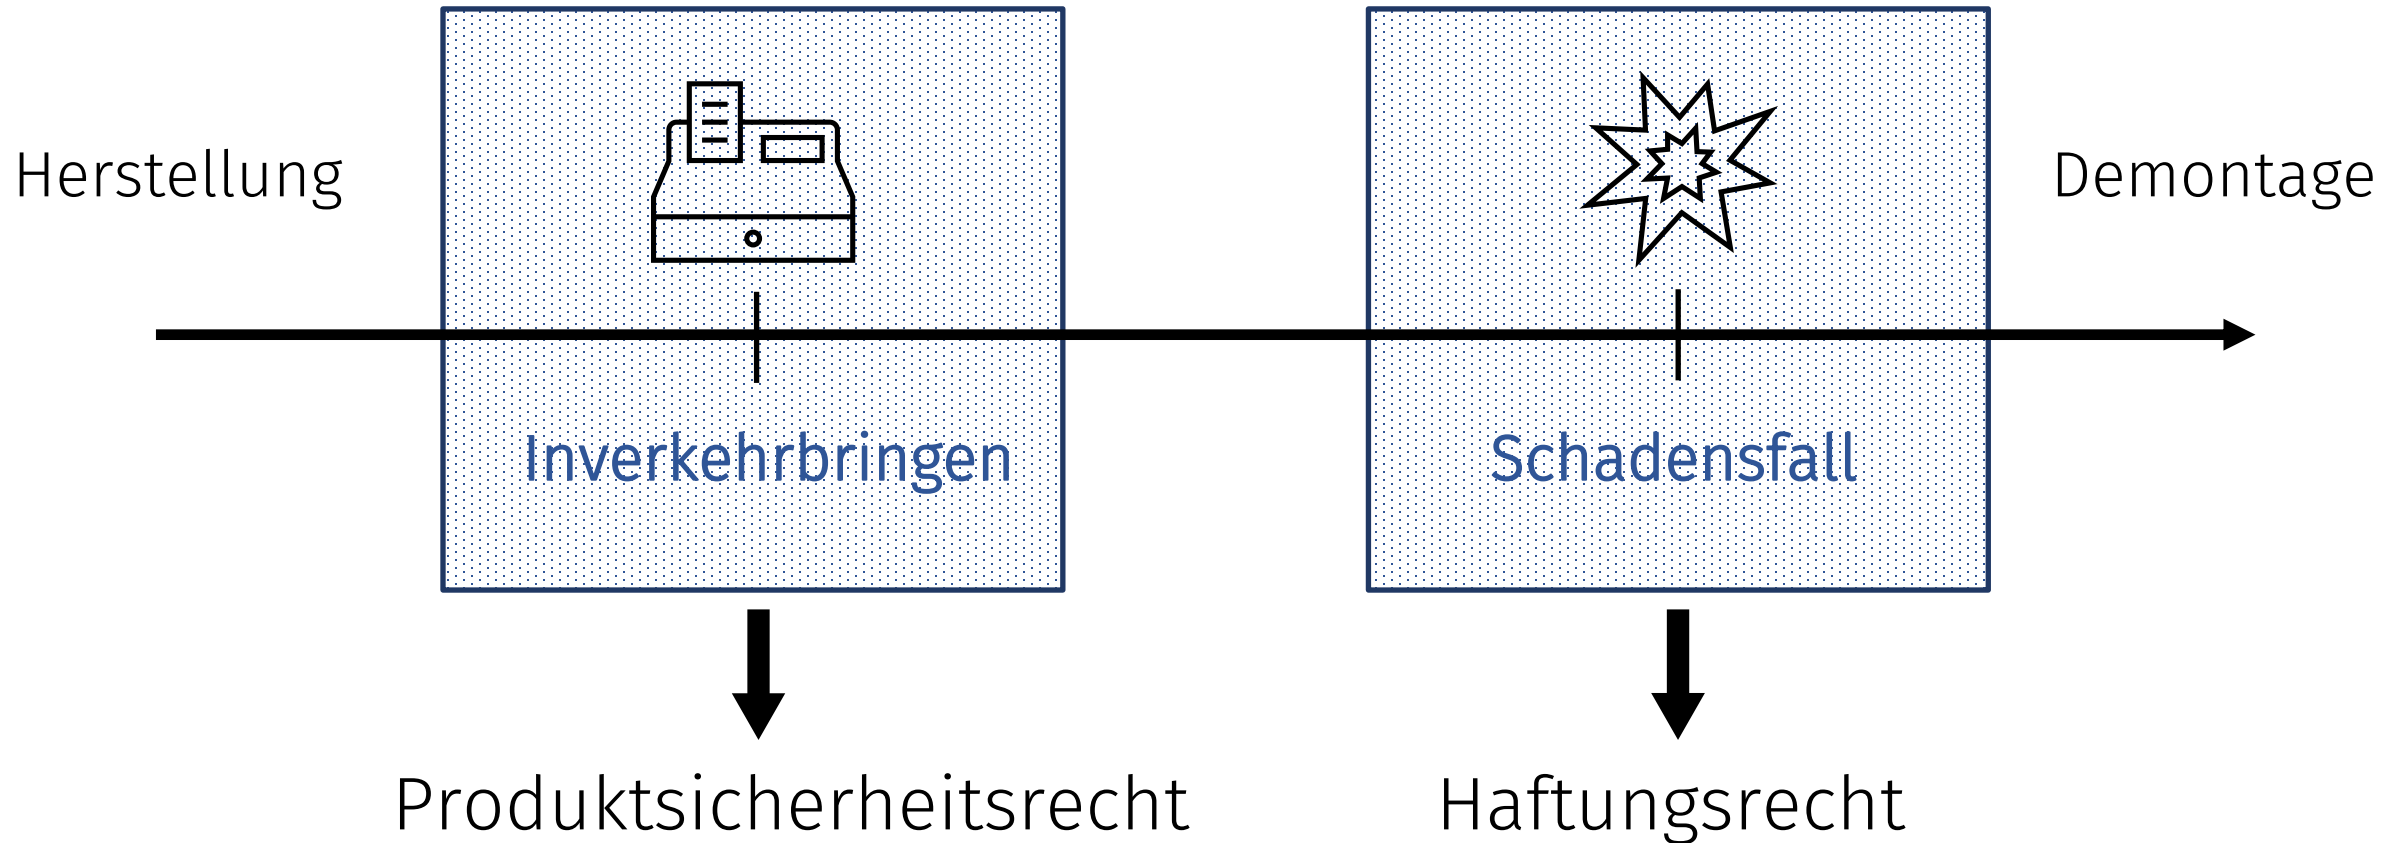 Herstellung
Demontage
Inverkehrbringen
Schadensfall
Produktsicherheitsrecht
Haftungsrecht